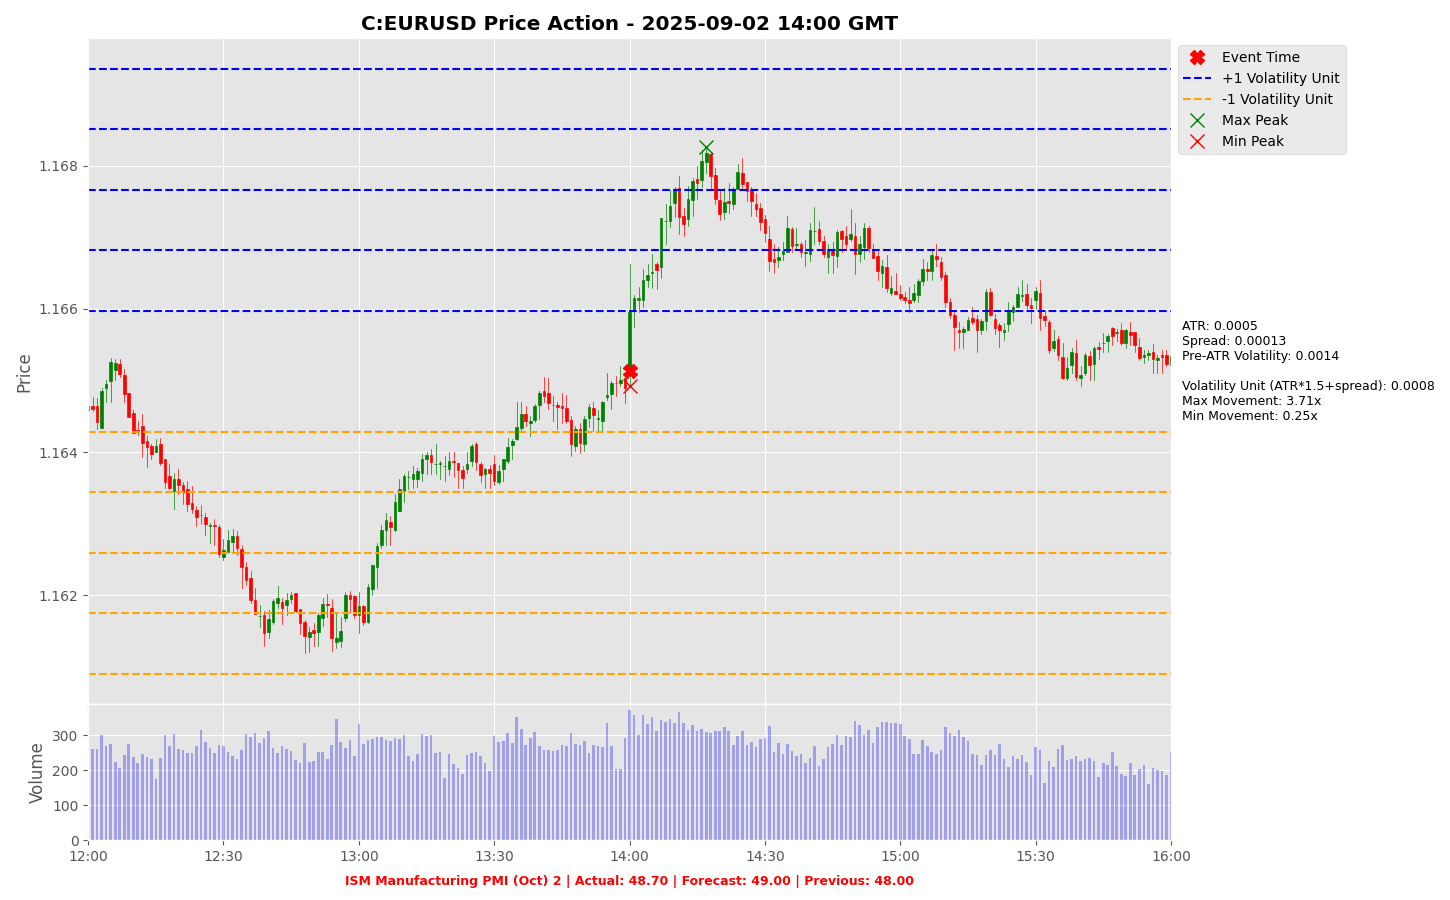 C:EURUSD Price Action - 2025-09-02 14:00 GMT
Event Time
+1 Volatility Unit
-1 Volatility Unit
Max Peak
Min Peak
Price
1.168
1.166
1.164
1.162
ATR: 0.0005
Spread: 0.00013
Pre-ATR Volatility: 0.0014
Volatility Unit (ATR*1.5+spread): 0.0008
Max Movement: 3.71x
Min Movement: 0.25x
Volume
300
200
100
0
12:00 12:30 13:00 13:30 14:00 14:30 15:00 15:30 16:00
ISM Manufacturing PMI (Oct) 2 | Actual: 48.70 | Forecast: 49.00 | Previous: 48.00